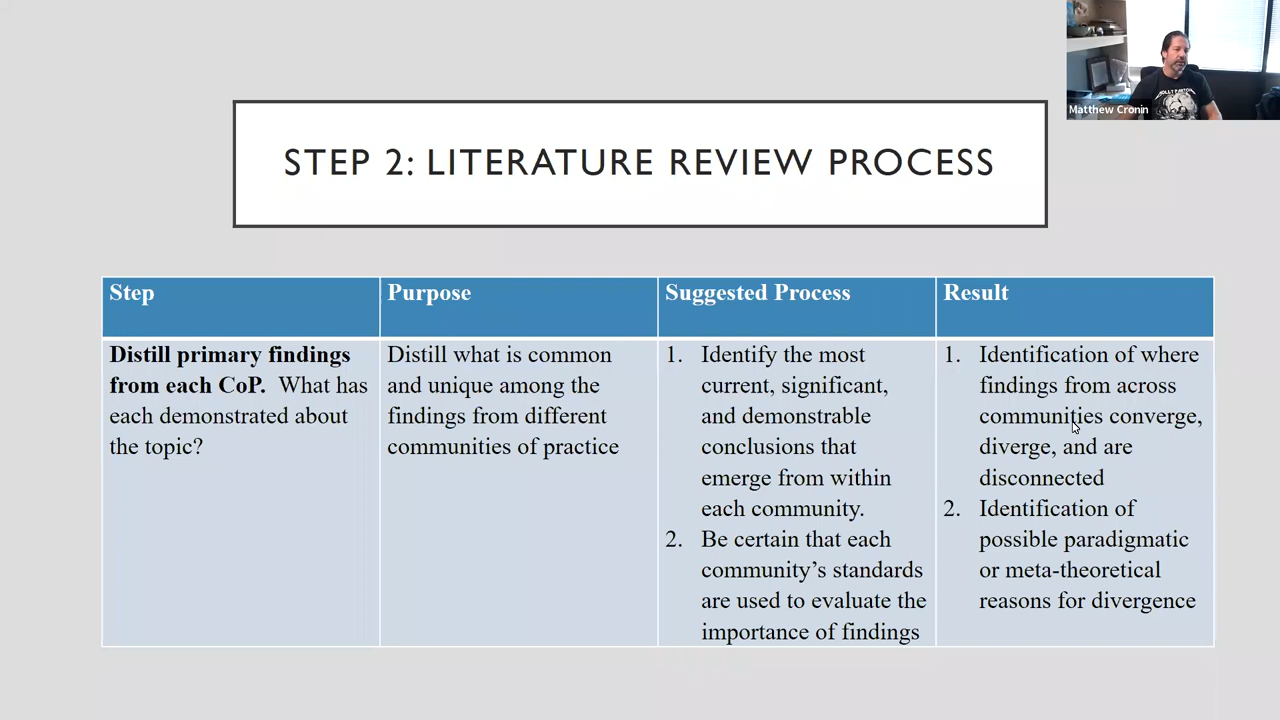 Matthew Cronin
STEP 2: LITERATURE REVIEW PROCESS
Step
Purpose
Suggested Process
Result
Distill primary findings
from each CoP. What has
each demonstrated about
the topic?
Distill what is common
and unique among the
findings from different
communities of practice
1. Identify the most
current, significant,
and demonstrable
conclusions that
emerge from within
each community.
2. Be certain that each
community’s standards
are used to evaluate the
importance of findings
1. Identification of where
findings from across
communities converge,
diverge, and are
disconnected
2. Identification of
possible paradigmatic
or meta-theoretical
reasons for divergence